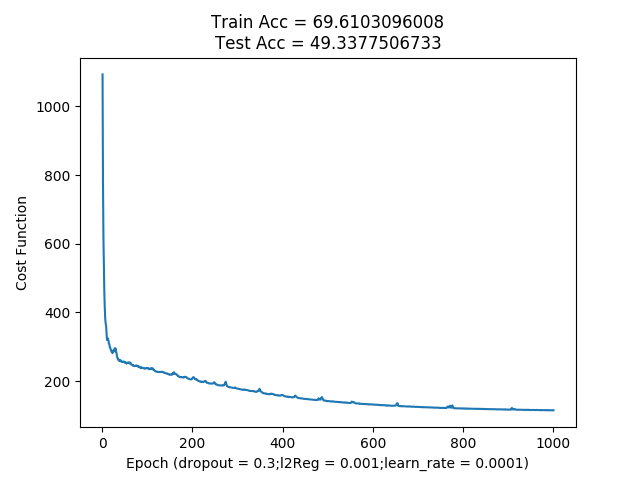 Train Acc = 69.6103096008
Test Acc = 49.3377506733
Cost Function
1000
800
600
400
200
0
200
400
600
800
1000
Epoch (dropout = 0.3;l2Reg = 0.001;learn_rate = 0.0001)